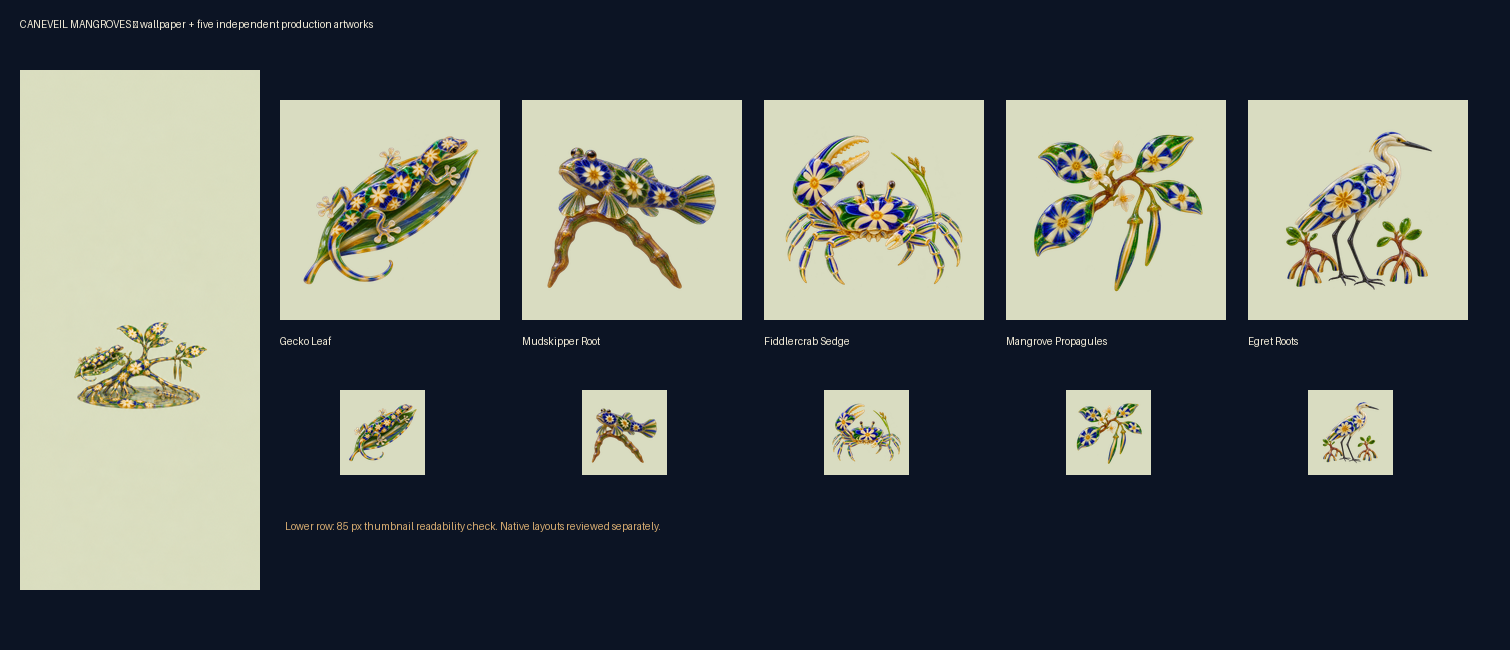 CANEVEIL MANGROVES □ wallpaper + five independent production artworks
Gecko Leaf
Mudskipper Root
Fiddlercrab Sedge
Mangrove Propagules
Egret Roots
Lower row: 85 px thumbnail readability check. Native layouts reviewed separately.